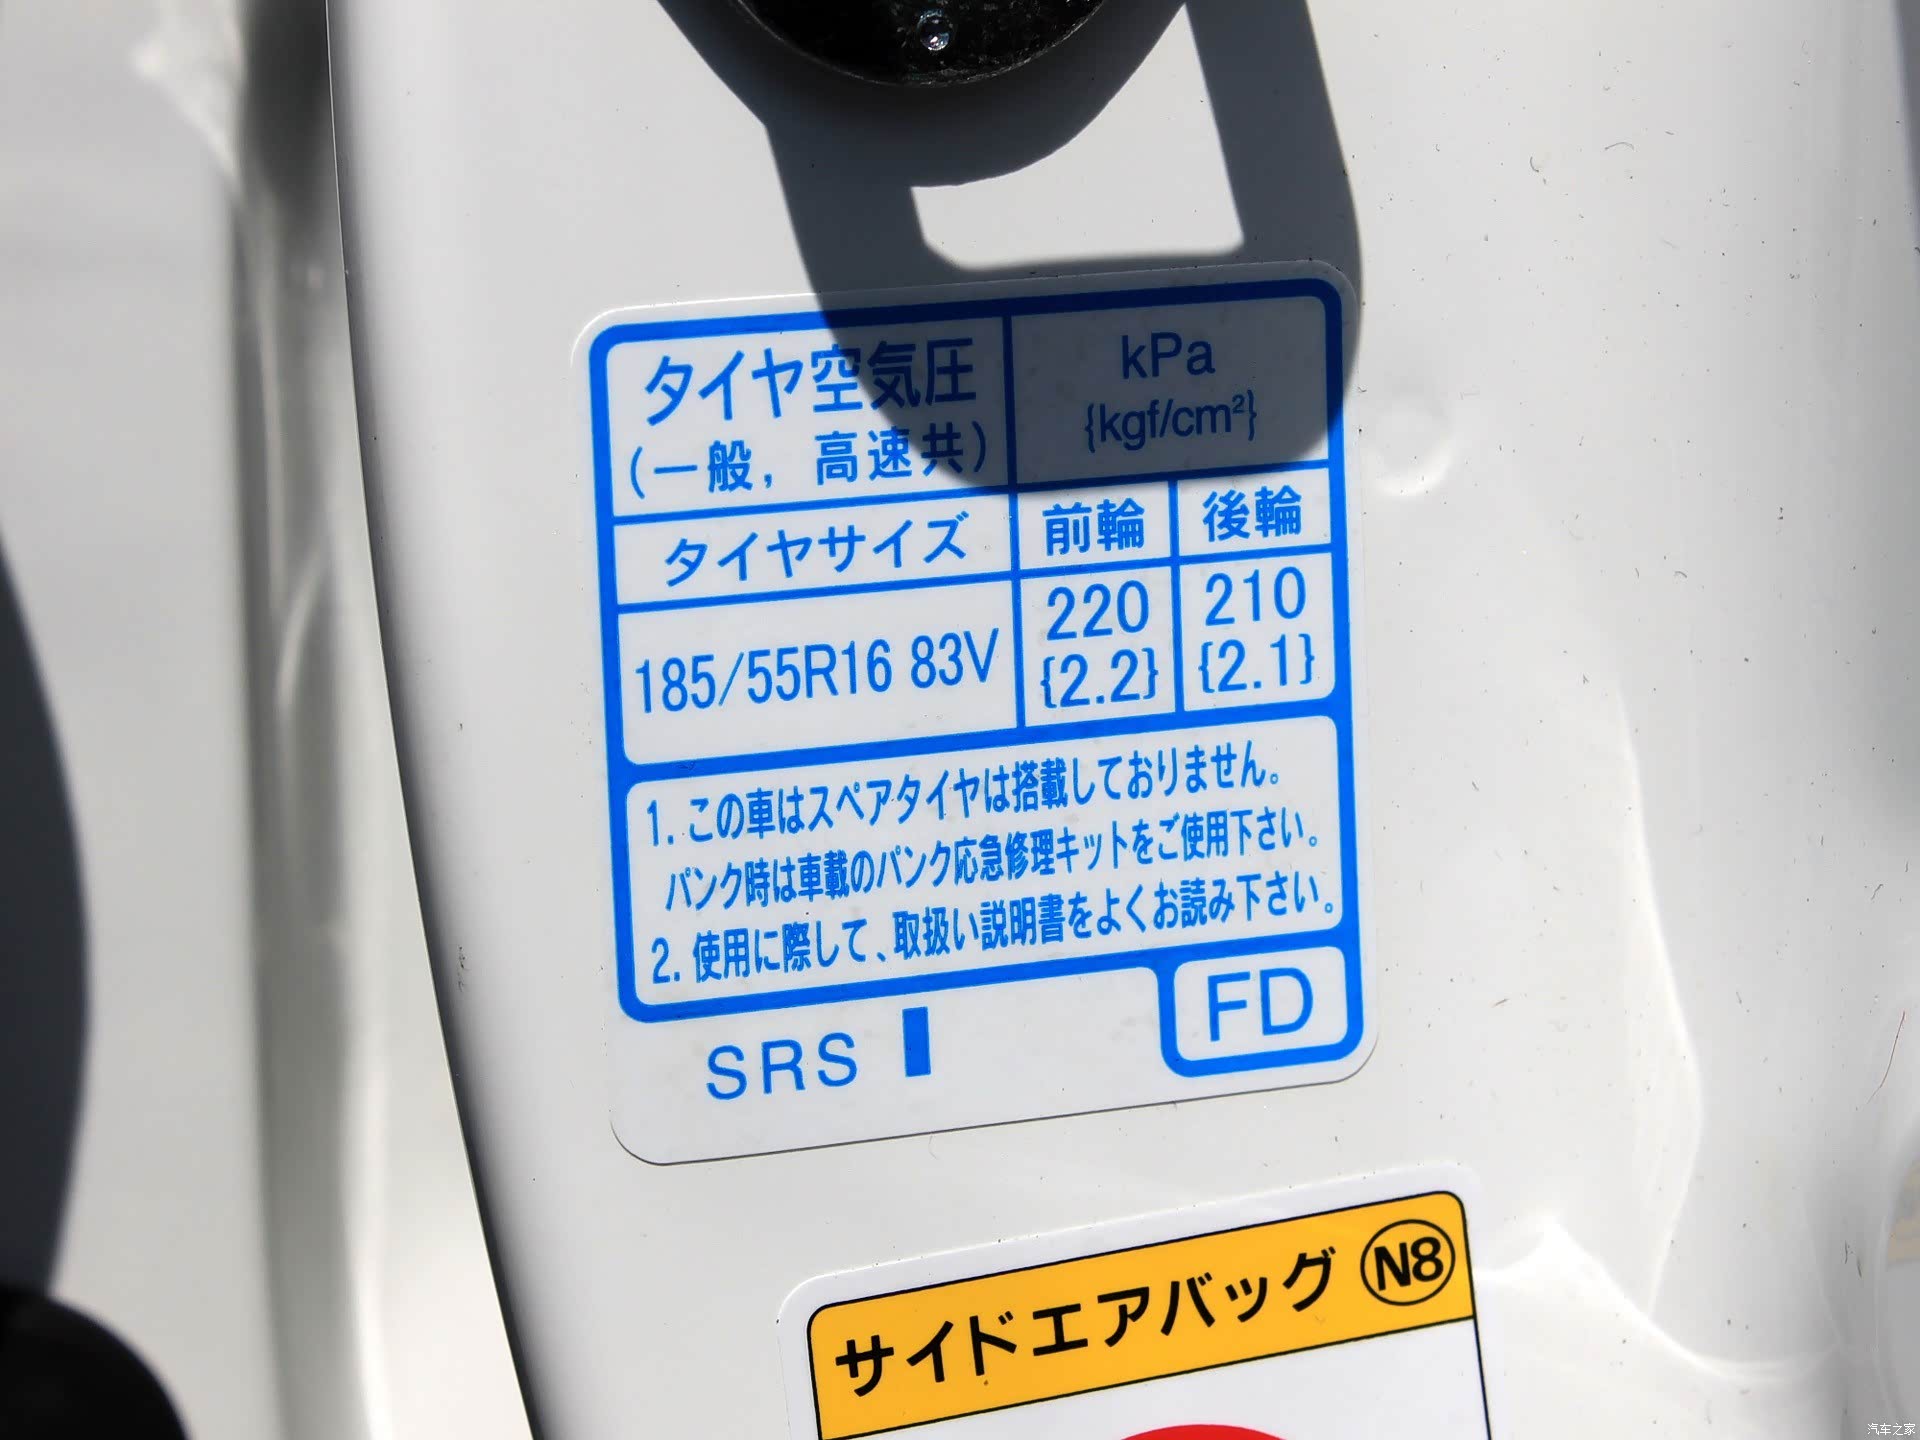 タイヤ空気圧
(一般，高速共)
kPa
{kgf/cm²}
タイヤサイズ
前輪
後輪
185/55R16 83V
220
{2.2}
210
{2.1}
1. この車はスペアタイヤは搭載しておりません。
パンク時は車載のパンク応急修理キットをご使用下さい。
2. 使用に際して、取扱い説明書をよくお読み下さい。
SRS
FD
サイドエアバッグ N8
汽车之家